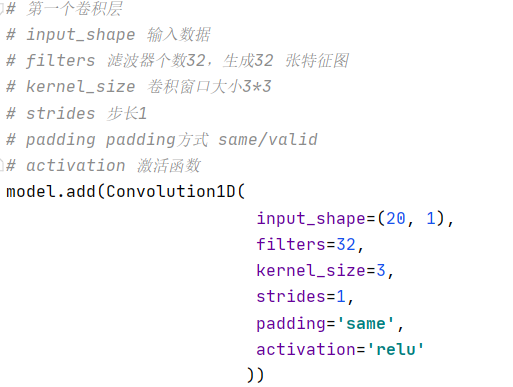 # 第一个卷积层
# input_shape 输入数据
# filters 滤波器个数32，生成32 张特征图
# kernel_size 卷积窗口大小3*3
# strides 步长1
# padding padding方式 same/valid
# activation 激活函数
model.add(Convolution1D(
input_shape=(20, 1),
filters=32,
kernel_size=3,
strides=1,
padding='same',
activation='relu'
))